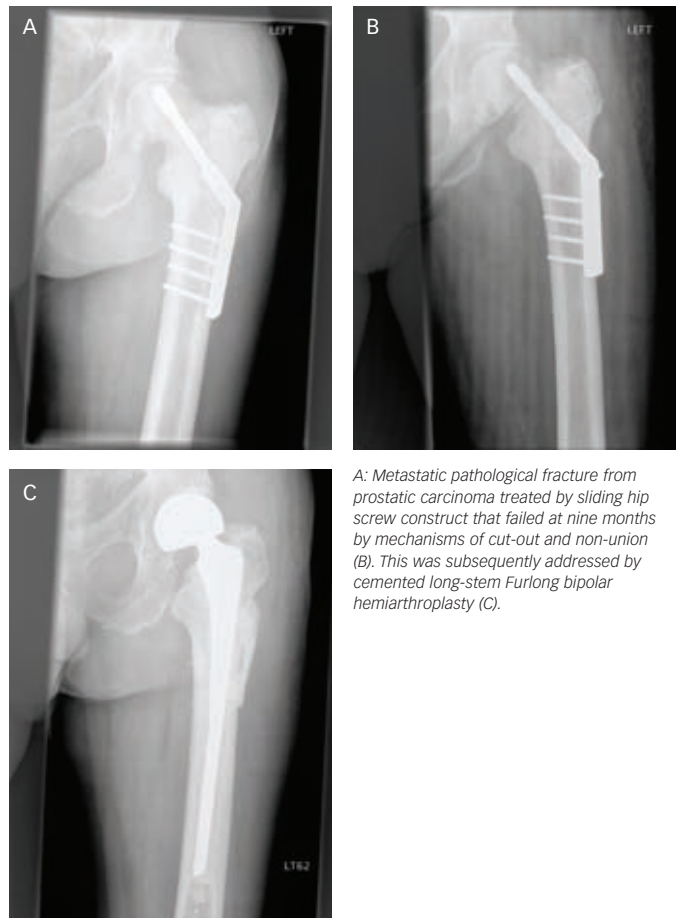 A
LEFT
B
LEFT
C
LT62
A: Metastatic pathological fracture from
prostatic carcinoma treated by sliding hip
screw construct that failed at nine months
by mechanisms of cut-out and non-union
(B). This was subsequently addressed by
cemented long-stem Furlong bipolar
hemiarthroplasty (C).